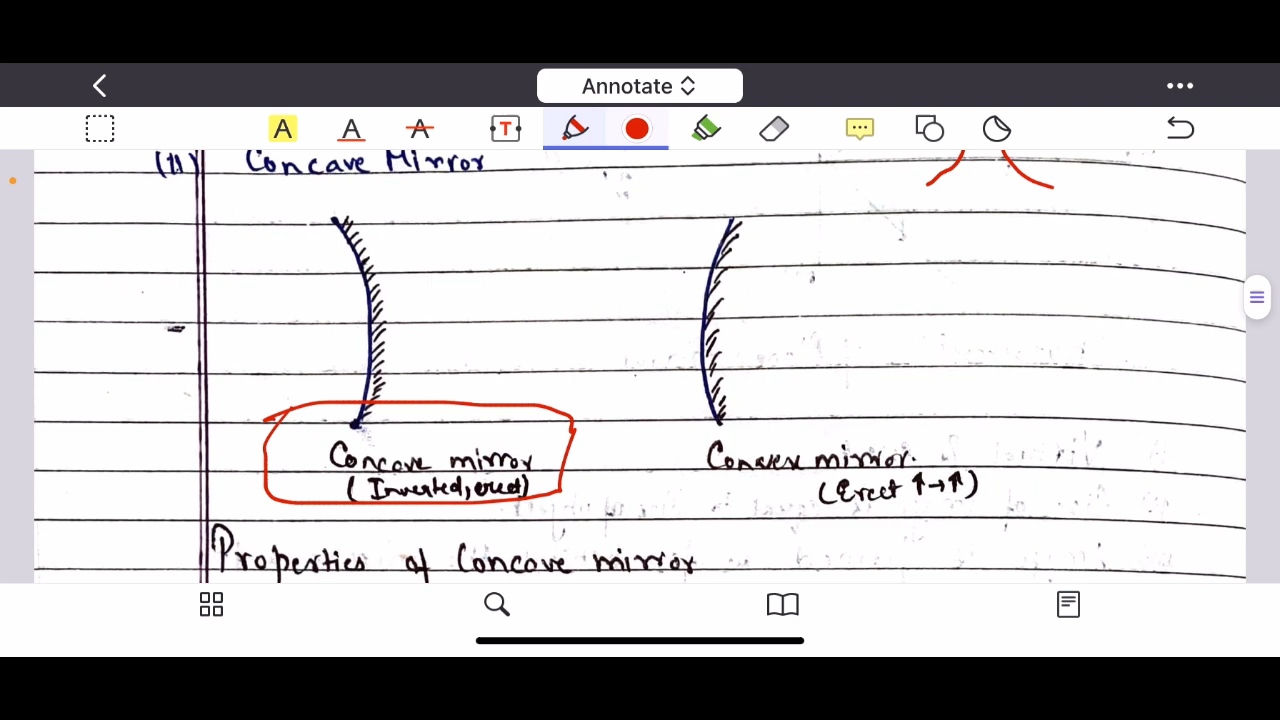 Annotate
A A A T
(II) Concave Mirror
Concave mirror
(Inverted, erect)
Convex mirror.
(Erect ↑→↑)
Properties of Concave mirror